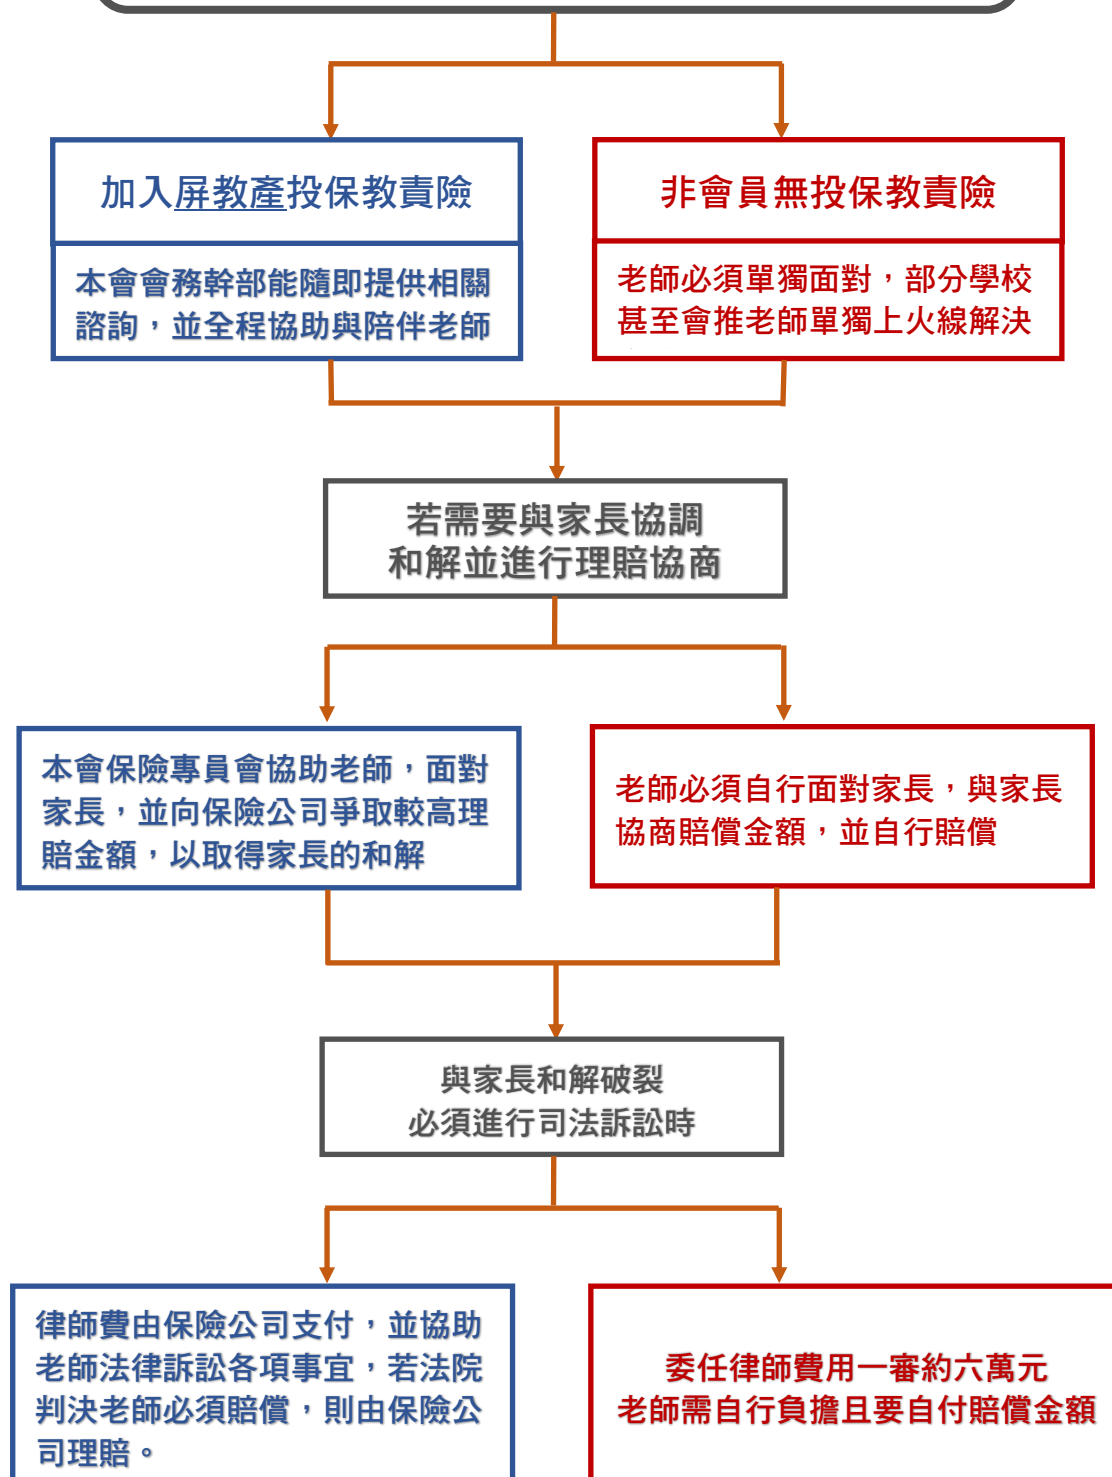 加入屏教產投保教責險
非會員無投保教責險
本會會務幹部能隨即提供相關
諮詢，並全程協助與陪伴老師
老師必須單獨面對，部分學校
甚至會推老師單獨上火線解決
若需要與家長協調
和解並進行理賠協商
本會保險專員會協助老師，面對
家長，並向保險公司爭取較高理
賠金額，以取得家長的和解
老師必須自行面對家長，與家長
協商賠償金額，並自行賠償
與家長和解破裂
必須進行司法訴訟時
律師費由保險公司支付，並協助
老師法律訴訟各項事宜，若法院
判決老師必須賠償，則由保險公
司理賠。
委任律師費用一審約六萬元
老師需自行負擔且要自付賠償金額